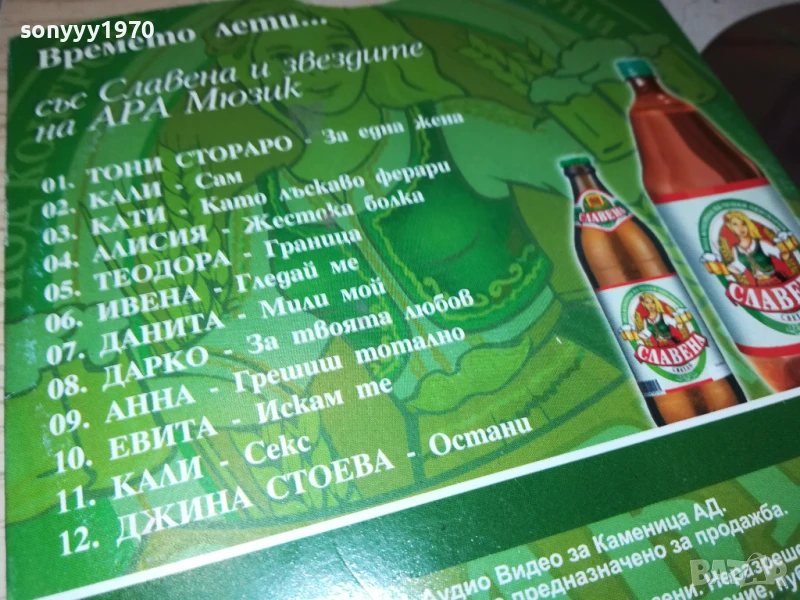 sonyyy1970
Времето лети...
със Славена и звездите
на АРА Мюзик
01. ТОНИ СТОРАРО - За една жена
02. КАЛИ - Сам
03. КАТИ - Като лъскаво ферари
04. АЛИСИЯ - Жестока болка
05. ТЕОДОРА - Граница
06. ИВЕНА - Гледай ме
07. ДАНИТА - Мили мой
08. ДАРКО - За твоята любов
09. АННА - Грешиш тотално
10. ЕВИТА - Искам те
11. КАЛИ - Секс
12. ДЖИНА СТОЕВА - Остани
СЛАВЕНА
СЛАВЕНА
СЛАВЕНА
СВЕТЛО
Аудио Видео за Каменица АД.
предназначено за продажба.
Неразреше